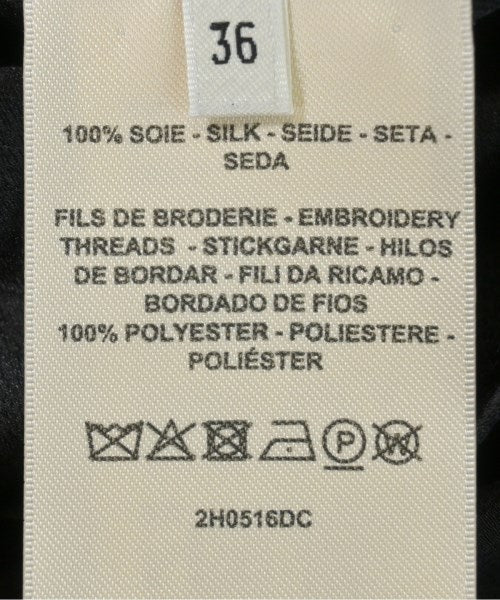 36
100% SOIE - SILK - SEIDE - SETA -
SEDA
FILS DE BRODERIE - EMBROIDERY
THREADS - STICKGARNE - HILOS
DE BORDAR - FILI DA RICAMO -
BORDADO DE FIOS
100% POLYESTER - POLIESTERE -
POLIÉSTER
P W
2H0516DC